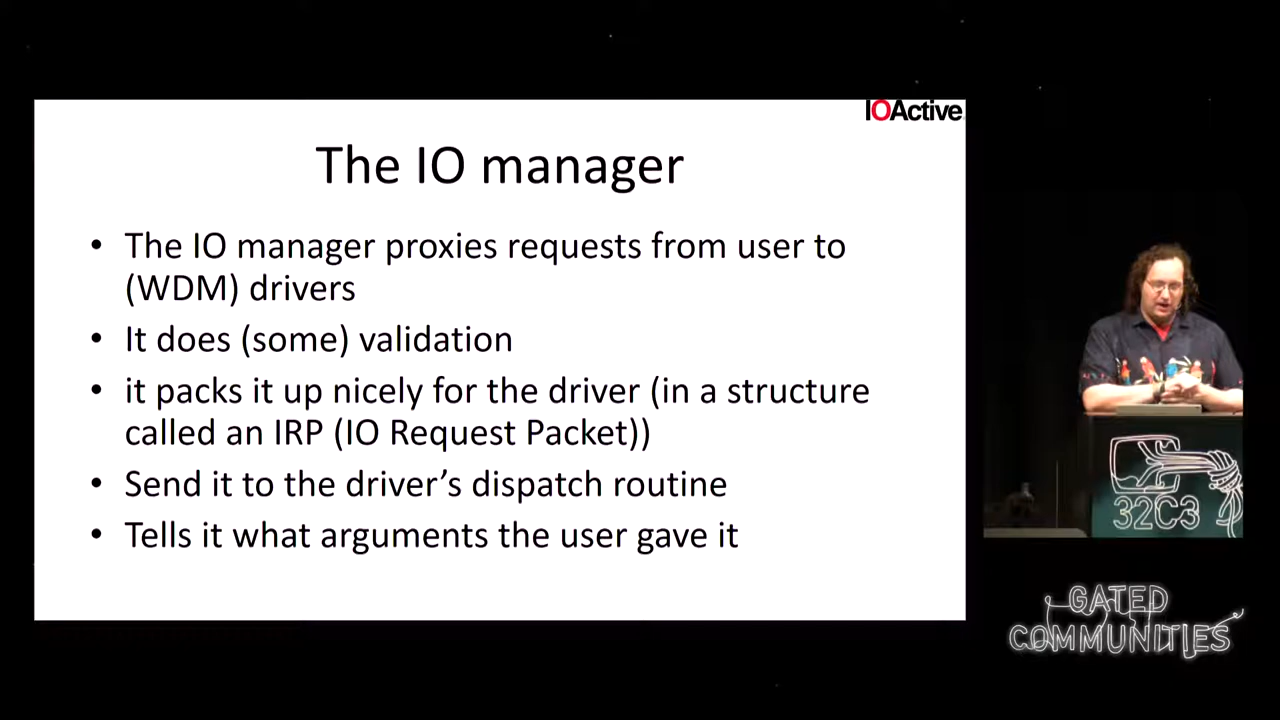 IOActive
The IO manager
• The IO manager proxies requests from user to
(WDM) drivers
• It does (some) validation
• it packs it up nicely for the driver (in a structure
called an IRP (IO Request Packet))
• Send it to the driver’s dispatch routine
• Tells it what arguments the user gave it
32C3
GATED
COMMUNITIES